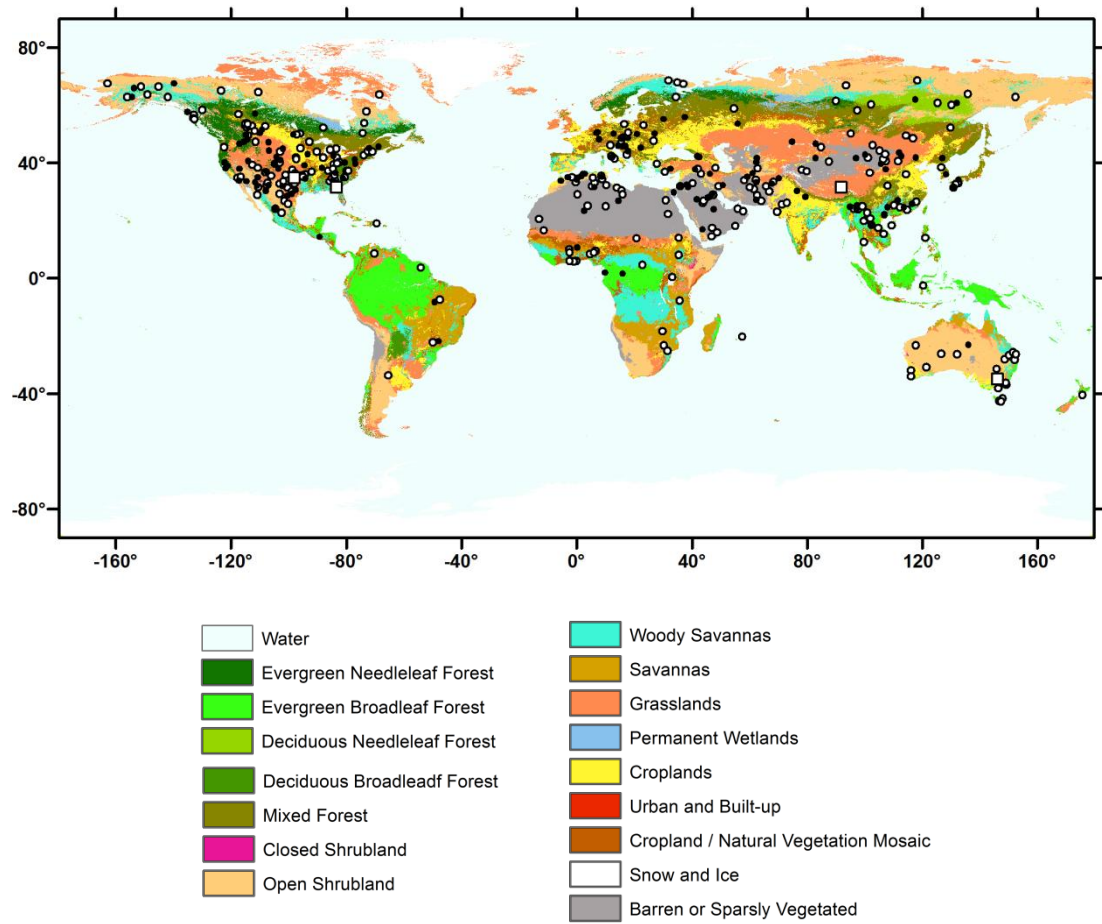 80°
40°
0°
-40°
-80°
-160°
-120°
-80°
-40°
0°
40°
80°
120°
160°
Water
Evergreen Needleleaf Forest
Evergreen Broadleaf Forest
Deciduous Needleleaf Forest
Deciduous Broadleadf Forest
Mixed Forest
Closed Shrubland
Open Shrubland
Woody Savannas
Savannas
Grasslands
Permanent Wetlands
Croplands
Urban and Built-up
Cropland / Natural Vegetation Mosaic
Snow and Ice
Barren or Sparsly Vegetated